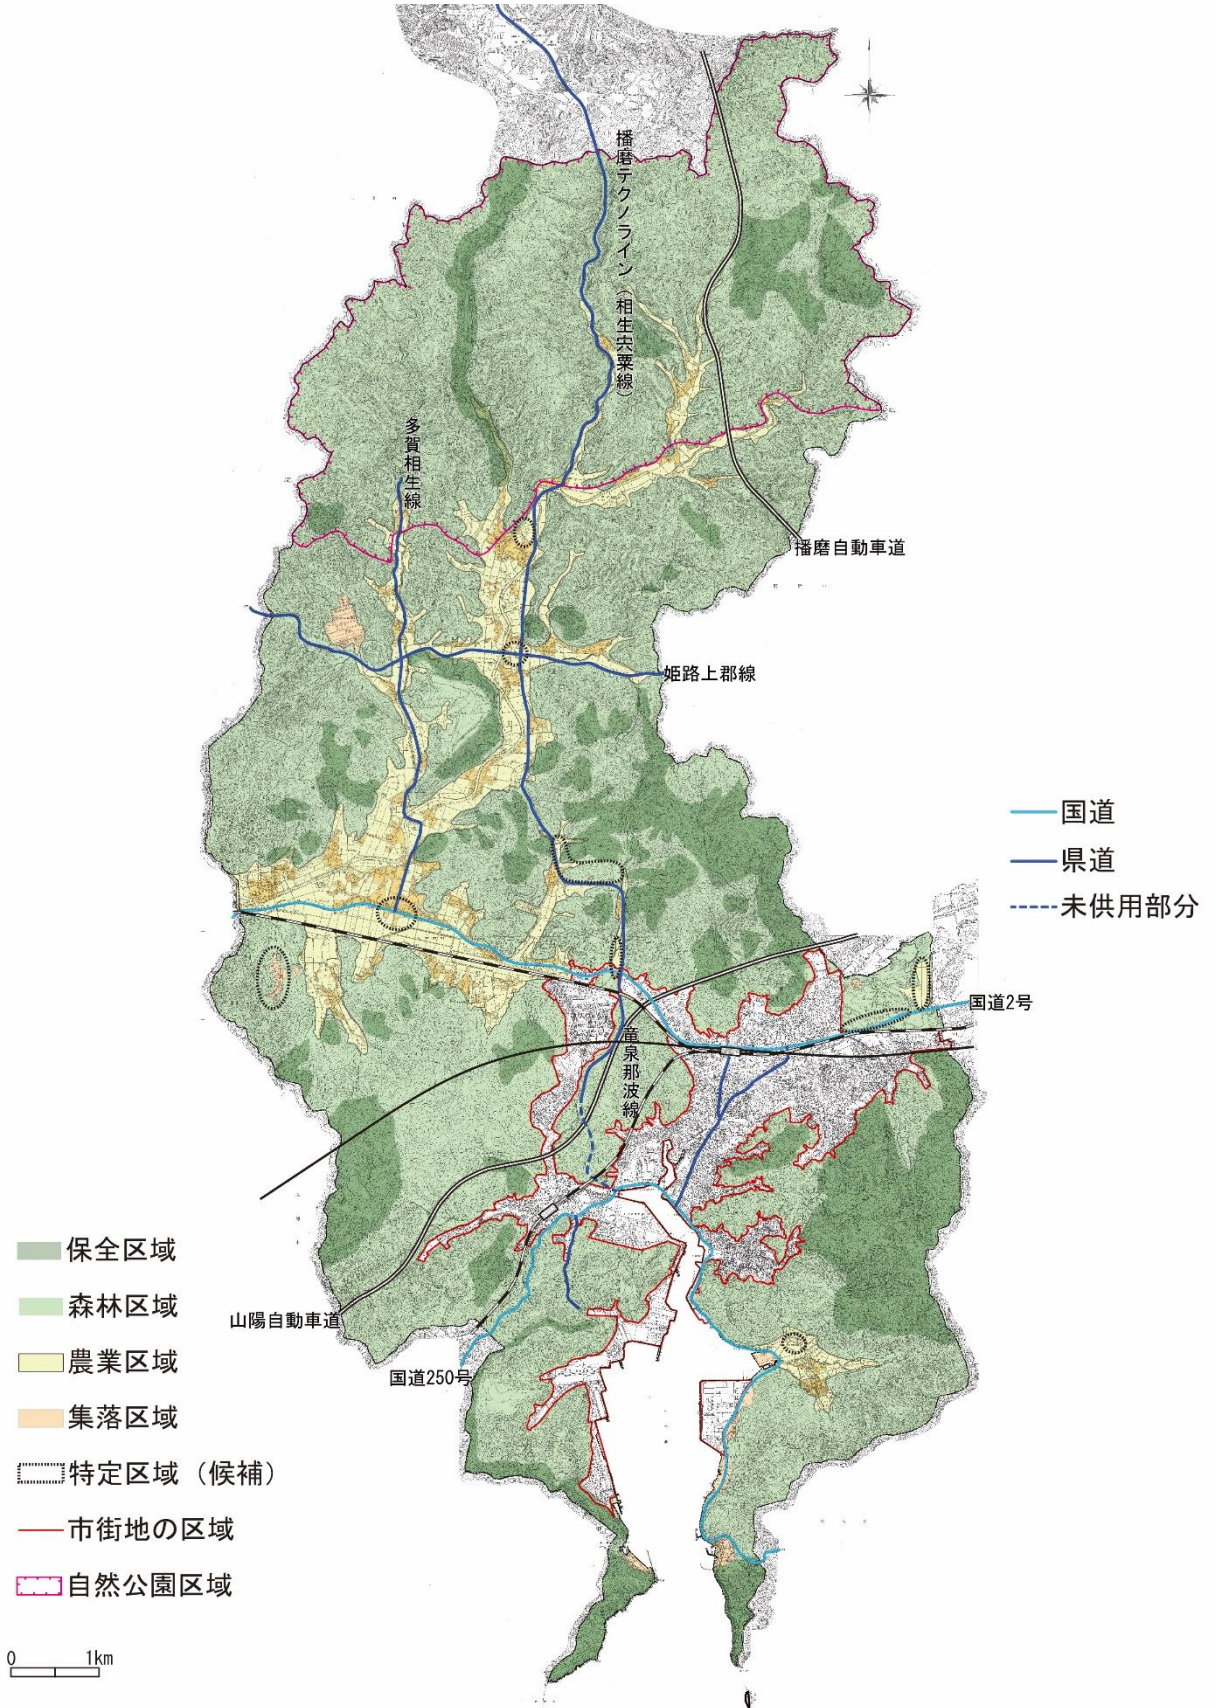 播磨テクノライン(相生宍粟線)
多賀相生線
播磨自動車道
姫路上郡線
国道
県道
未供用部分
国道2号
竜泉那波線
保全区域
森林区域
山陽自動車道
農業区域
国道250号
集落区域
特定区域(候補)
市街地の区域
自然公園区域
0 1km